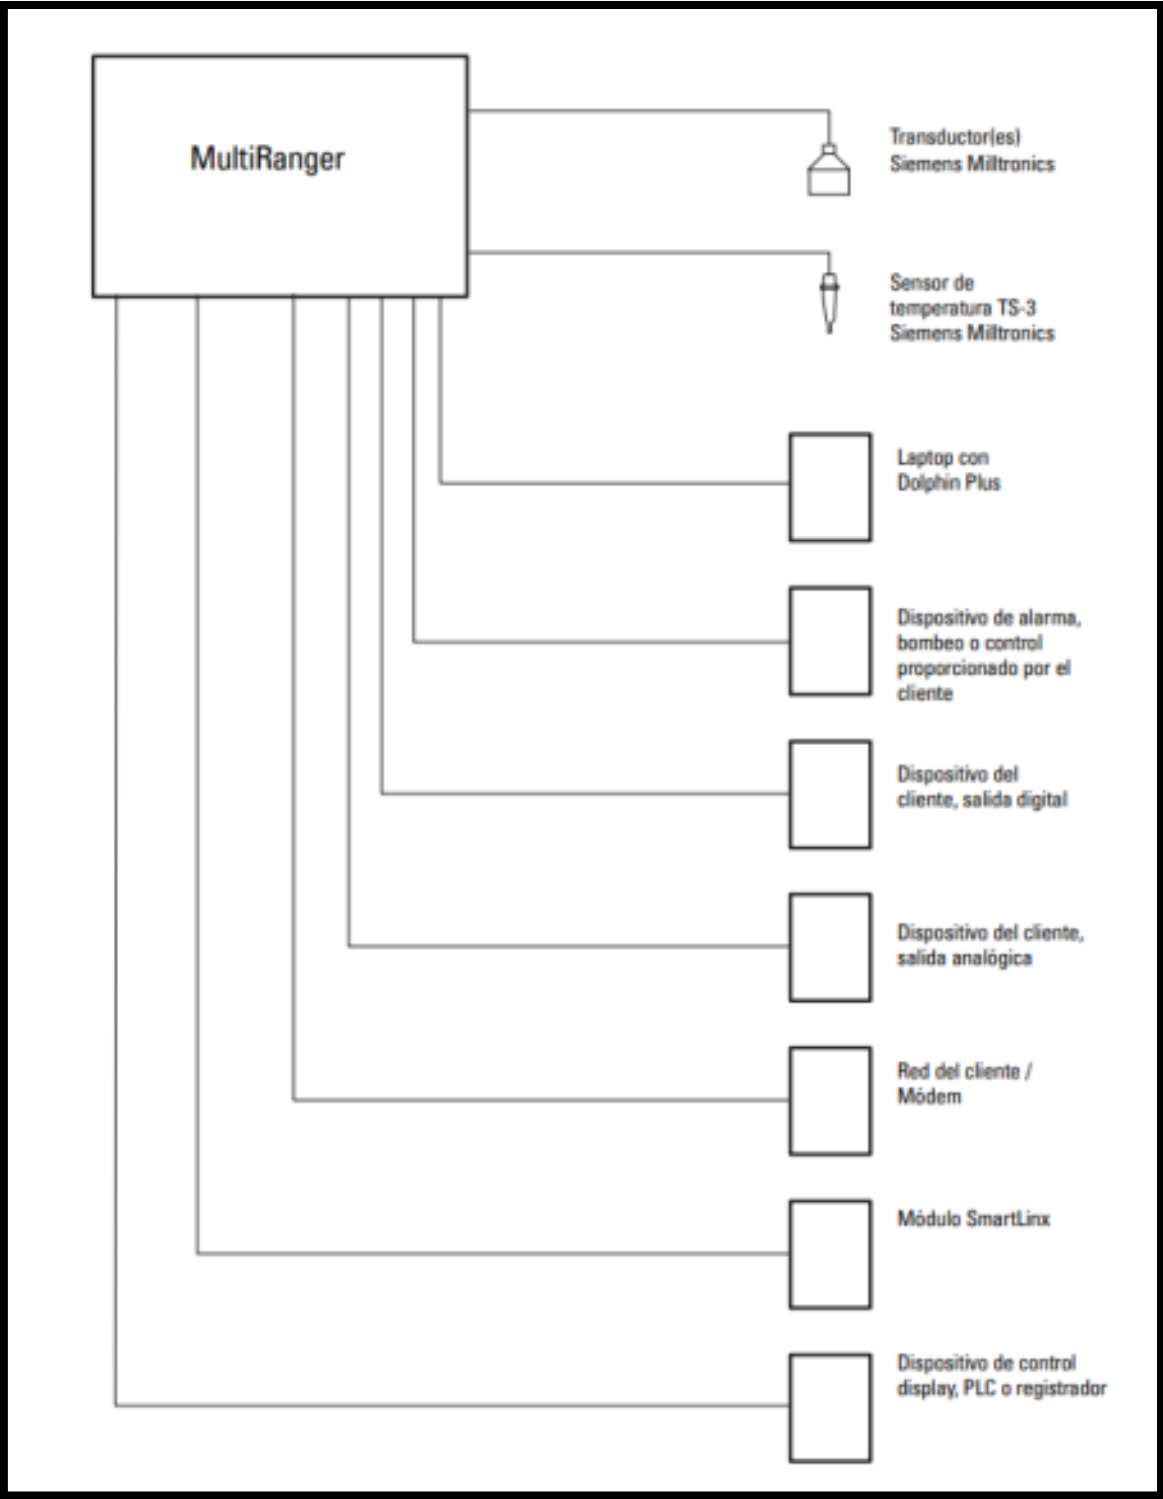 MultiRanger
Transductor(es)
Siemens Milltronics
Sensor de
temperatura TS-3
Siemens Milltronics
Laptop con
Dolphin Plus
Dispositivo de alarma,
bombeo o control
proporcionado por el
cliente
Dispositivo del
cliente, salida digital
Dispositivo del cliente,
salida analógica
Red del cliente /
Módem
Módulo SmartLinx
Dispositivo de control
display, PLC o registrador